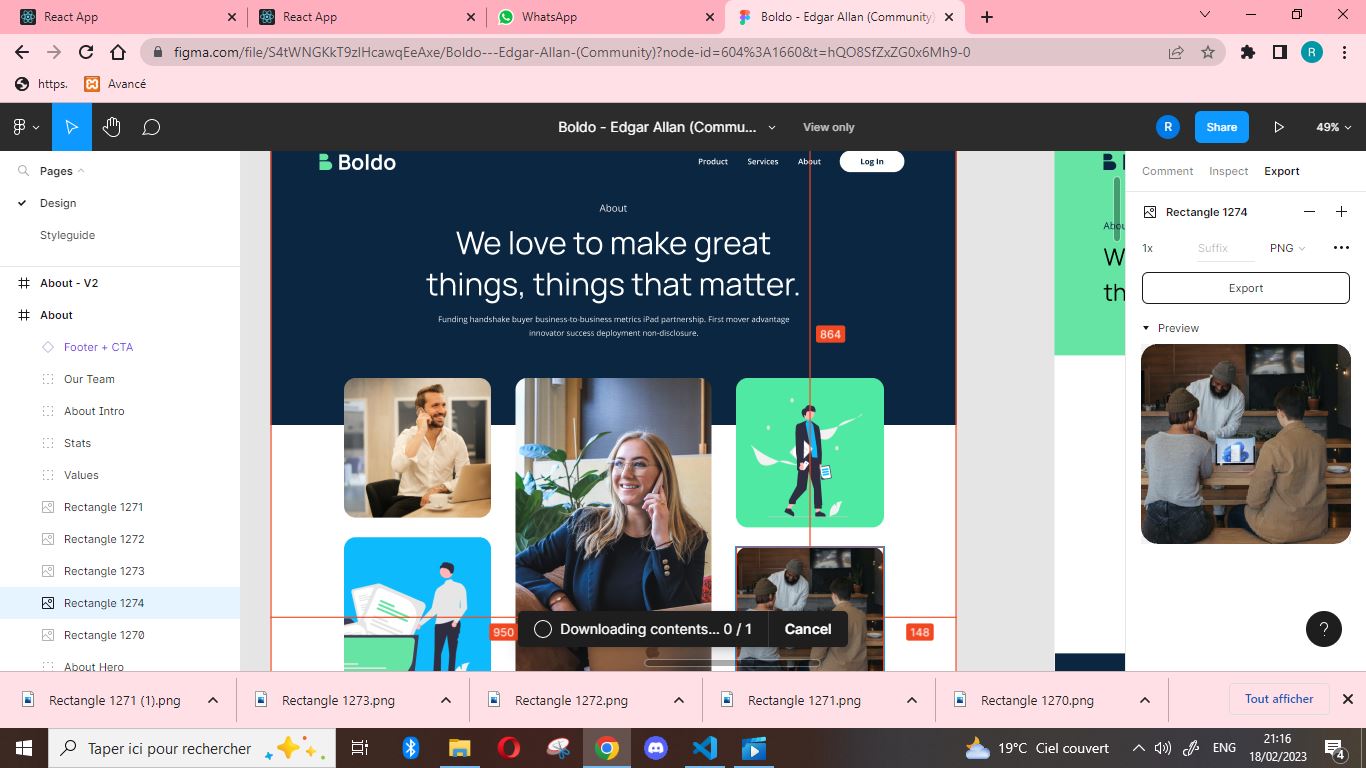 React App
React App
WhatsApp
Boldo - Edgar Allan (Community)
figma.com/file/S4tWNGKkT9zlHcawqEeAxe/Boldo---Edgar-Allan-(Community)?node-id=604%3A1660&t=hQO8SfZxZG0x6Mh9-0
R
https.
Avancé
Boldo - Edgar Allan (Commu...
View only
R
Share
49%
Pages
Design
Styleguide
About - V2
About
Footer + CTA
Our Team
About Intro
Stats
Values
Rectangle 1271
Rectangle 1272
Rectangle 1273
Rectangle 1274
Rectangle 1270
About Hero
Boldo
Product
Services
About
Log In
About
We love to make great
things, things that matter.
Funding handshake buyer business-to-business metrics iPad partnership. First mover advantage
innovator success deployment non-disclosure.
864
950
148
Downloading contents... 0 / 1
Cancel
Comment
Inspect
Export
Rectangle 1274
1x
Suffix
PNG
Export
Preview
?
Rectangle 1271 (1).png
Rectangle 1273.png
Rectangle 1272.png
Rectangle 1271.png
Rectangle 1270.png
Tout afficher
Taper ici pour rechercher
19°C Ciel couvert
ENG
21:16
18/02/2023
4